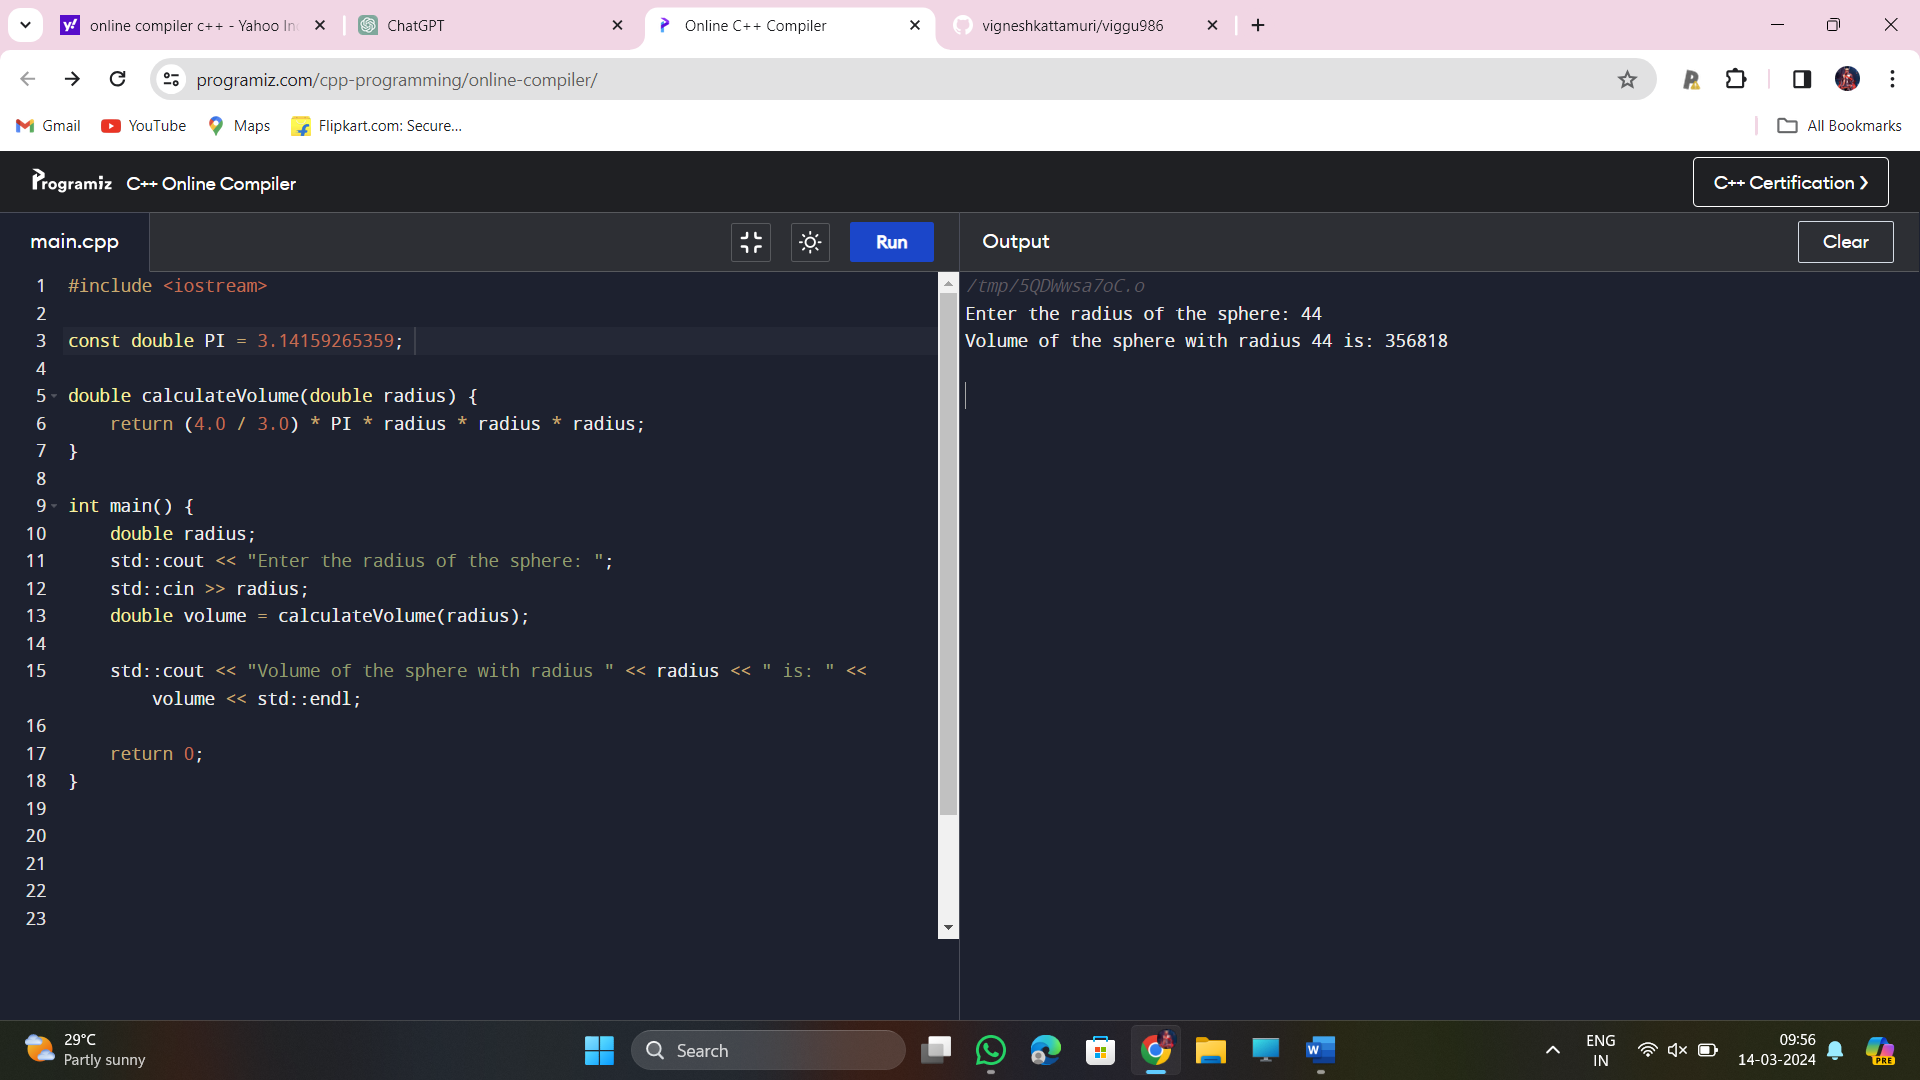 online compiler c++ - Yahoo In
ChatGPT
Online C++ Compiler
vigneshkattamuri/viggu986
programiz.com/cpp-programming/online-compiler/
Gmail
YouTube
Maps
Flipkart.com: Secure...
All Bookmarks
Programiz C++ Online Compiler
C++ Certification
main.cpp
Run
Output
Clear
1 #include <iostream>
2
3 const double PI = 3.14159265359;
4
5 double calculateVolume(double radius) {
6 return (4.0 / 3.0) * PI * radius * radius * radius;
7 }
8
9 int main() {
10 double radius;
11 std::cout << "Enter the radius of the sphere: ";
12 std::cin >> radius;
13 double volume = calculateVolume(radius);
14
15 std::cout << "Volume of the sphere with radius " << radius << " is: " <<
volume << std::endl;
16
17 return 0;
18 }
19
20
21
22
23
/tmp/5QDWwsa7oC.o
Enter the radius of the sphere: 44
Volume of the sphere with radius 44 is: 356818
29°C
Partly sunny
Search
ENG
IN
09:56
14-03-2024
PRE